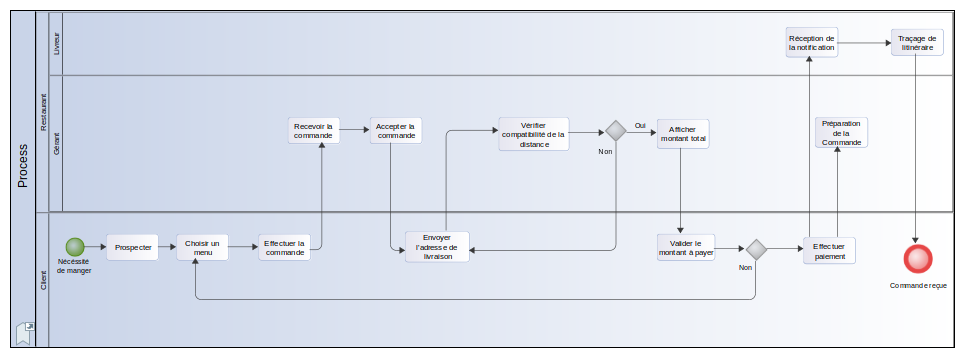 Process
Restaurant
Livreur
Réception de
la notification
Traçage de
l'itinéraire
Gérant
Recevoir la
commande
Accepter la
commande
Vérifier
compatibilité de la
distance
Oui
Non
Afficher
montant total
Préparation
de la
Commande
Client
Nécéssité
de manger
Prospecter
Choisir un
menu
Effectuer la
commande
Envoyer
l'adresse de
livraison
Valider le
montant à payer
Non
Effectuer
paiement
Commande reçue